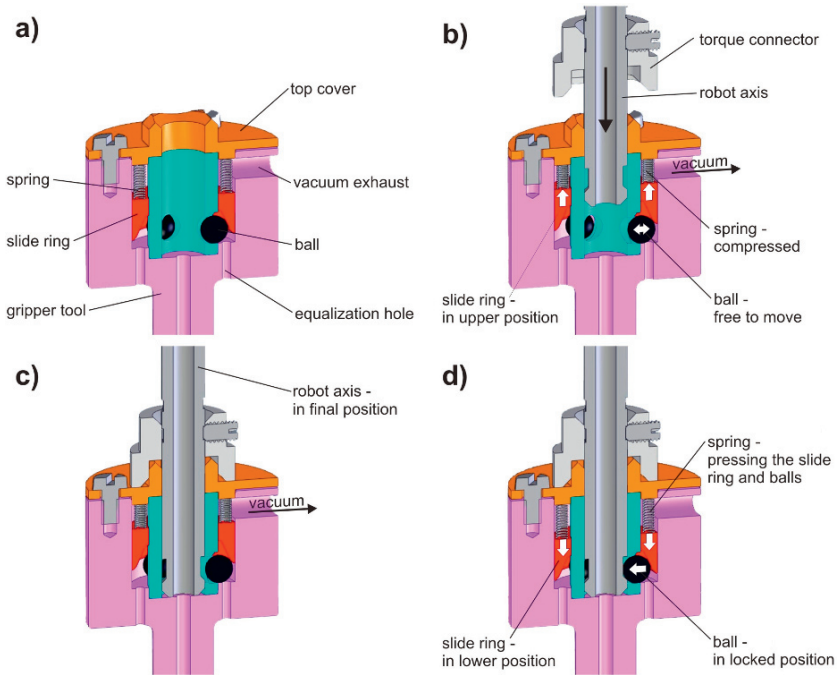 a)
top cover
spring
vacuum exhaust
slide ring
ball
gripper tool
equalization hole
b)
torque connector
robot axis
vacuum
spring -
compressed
slide ring -
in upper position
ball -
free to move
c)
robot axis -
in final position
vacuum
d)
spring -
pressing the slide
ring and balls
slide ring -
in lower position
ball -
in locked position